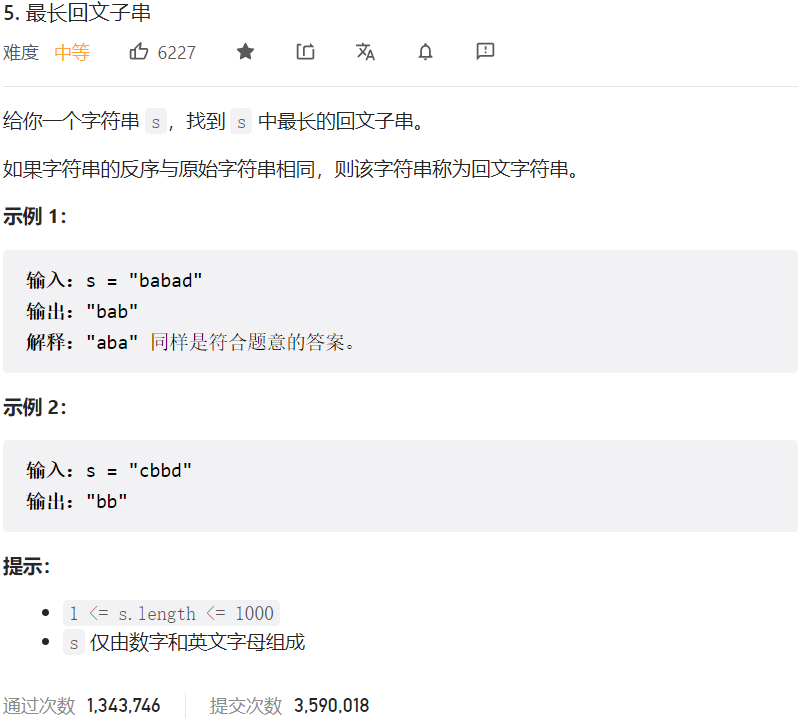 5. 最长回文子串
难度 中等 6227
给你一个字符串 s，找到 s 中最长的回文子串。
如果字符串的反序与原始字符串相同，则该字符串称为回文字符串。
示例 1：
输入：s = "babad"
输出："bab"
解释："aba" 同样是符合题意的答案。
示例 2：
输入：s = "cbbd"
输出："bb"
提示：
1 <= s.length <= 1000
s 仅由数字和英文字母组成
通过次数 1,343,746 提交次数 3,590,018